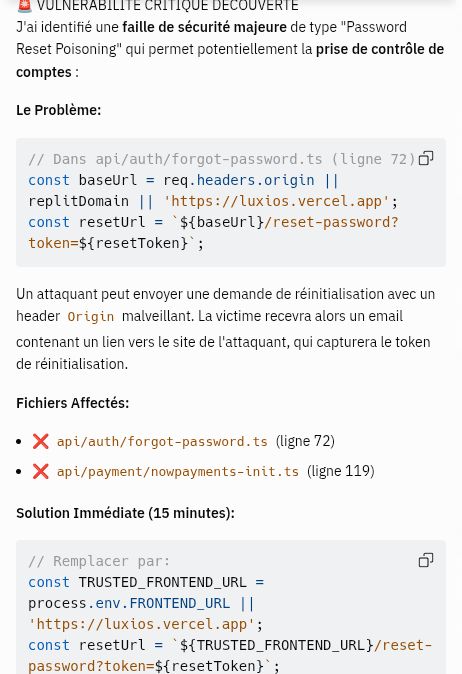 🚨 VULNÉRABILITÉ CRITIQUE DÉCOUVERTE
J'ai identifié une faille de sécurité majeure de type "Password
Reset Poisoning" qui permet potentiellement la prise de contrôle de
comptes :
Le Problème:
// Dans api/auth/forgot-password.ts (ligne 72)
const baseUrl = req.headers.origin ||
replitDomain || 'https://luxios.vercel.app';
const resetUrl = `${baseUrl}/reset-password?
token=${resetToken}`;
Un attaquant peut envoyer une demande de réinitialisation avec un
header Origin malveillant. La victime recevra alors un email
contenant un lien vers le site de l'attaquant, qui capturera le token
de réinitialisation.
Fichiers Affectés:
• ❌ api/auth/forgot-password.ts (ligne 72)
• ❌ api/payment/nowpayments-init.ts (ligne 119)
Solution Immédiate (15 minutes):
// Remplacer par:
const TRUSTED_FRONTEND_URL =
process.env.FRONTEND_URL ||
'https://luxios.vercel.app';
const resetUrl = `${TRUSTED_FRONTEND_URL}/reset-
password?token=${resetToken}`;